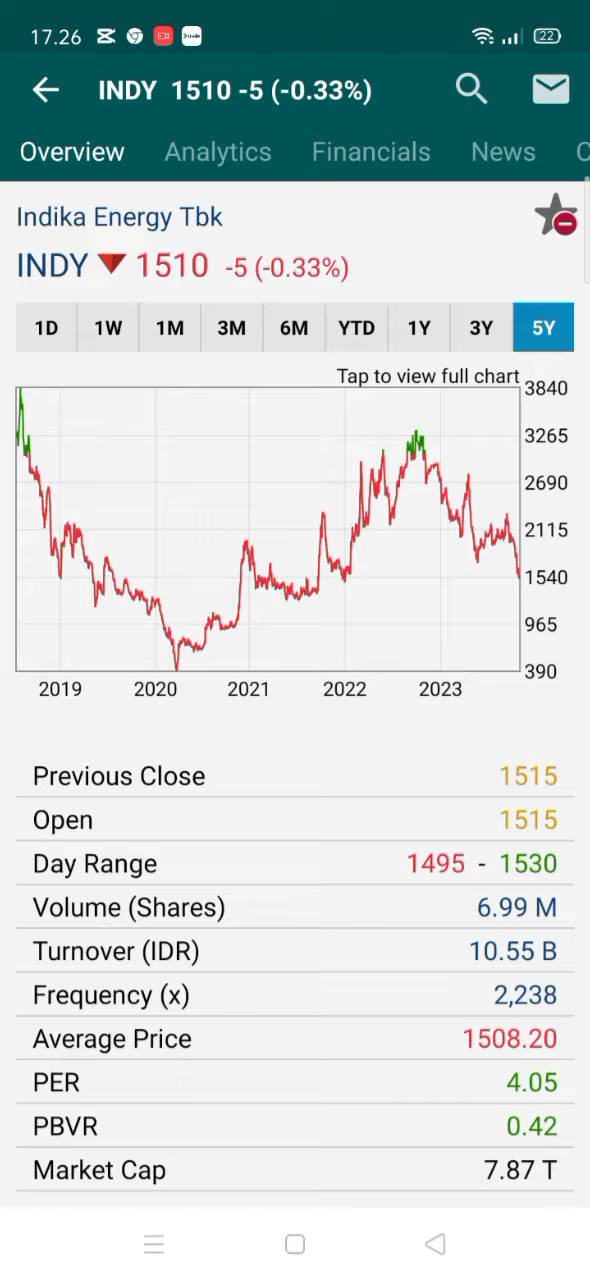 17.26
22
INDY 1510 -5 (-0.33%)
Overview Analytics Financials News C
Indika Energy Tbk
INDY 1510 -5 (-0.33%)
1D 1W 1M 3M 6M YTD 1Y 3Y 5Y
Tap to view full chart
3840
3265
2690
2115
1540
965
390
2019 2020 2021 2022 2023
Previous Close 1515
Open 1515
Day Range 1495 - 1530
Volume (Shares) 6.99 M
Turnover (IDR) 10.55 B
Frequency (x) 2,238
Average Price 1508.20
PER 4.05
PBVR 0.42
Market Cap 7.87 T